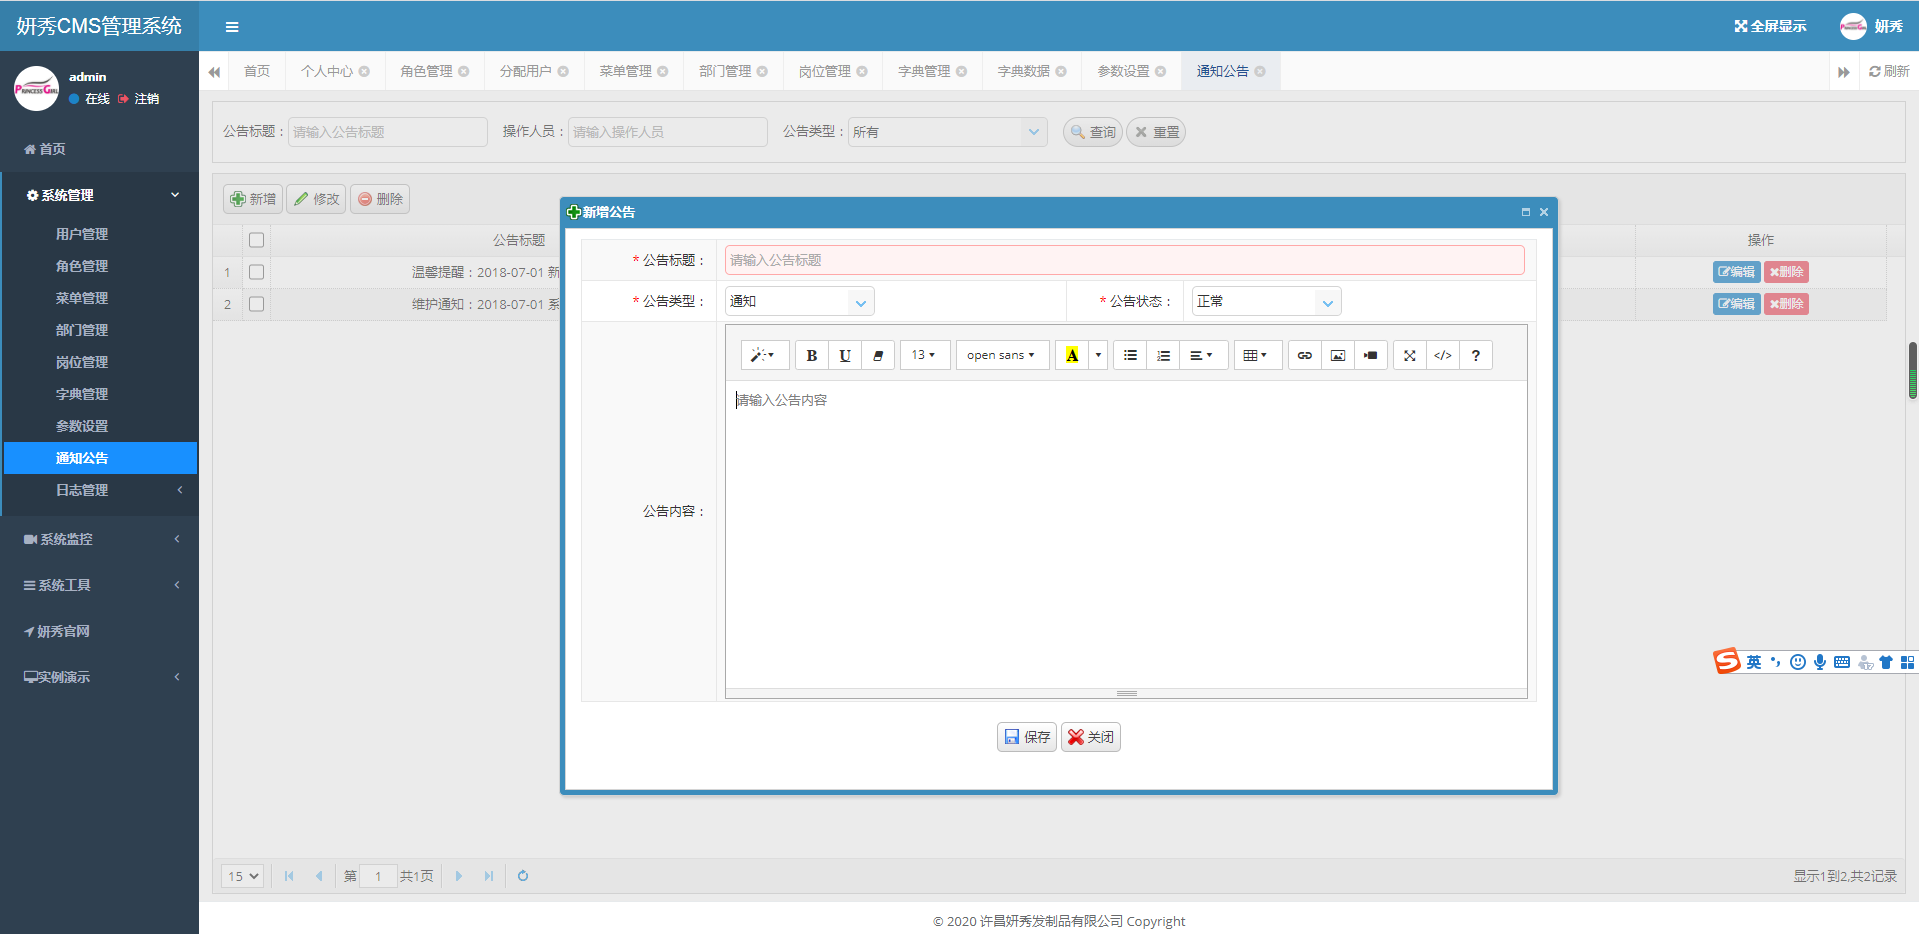 妍秀CMS管理系统
全屏显示
妍秀
admin
在线 注销
首页 个人中心 角色管理 分配用户 菜单管理 部门管理 岗位管理 字典管理 字典数据 参数设置 通知公告 刷新
公告标题： 请输入公告标题 操作人员： 请输入操作人员 公告类型： 所有 查询 重置
首页
系统管理
用户管理
角色管理
菜单管理
部门管理
岗位管理
字典管理
参数设置
通知公告
日志管理
系统监控
系统工具
妍秀官网
实例演示
新增 修改 删除
公告标题 操作
1 温馨提醒：2018-07-01 新 编辑 删除
2 维护通知：2018-07-01 系 编辑 删除
新增公告
* 公告标题： 请输入公告标题
* 公告类型： 通知 * 公告状态： 正常
B U 13 open sans A </> ?
公告内容：
请输入公告内容
保存 关闭
英
15 第 1 共1页 显示1到2,共2记录
© 2020 许昌妍秀发制品有限公司 Copyright